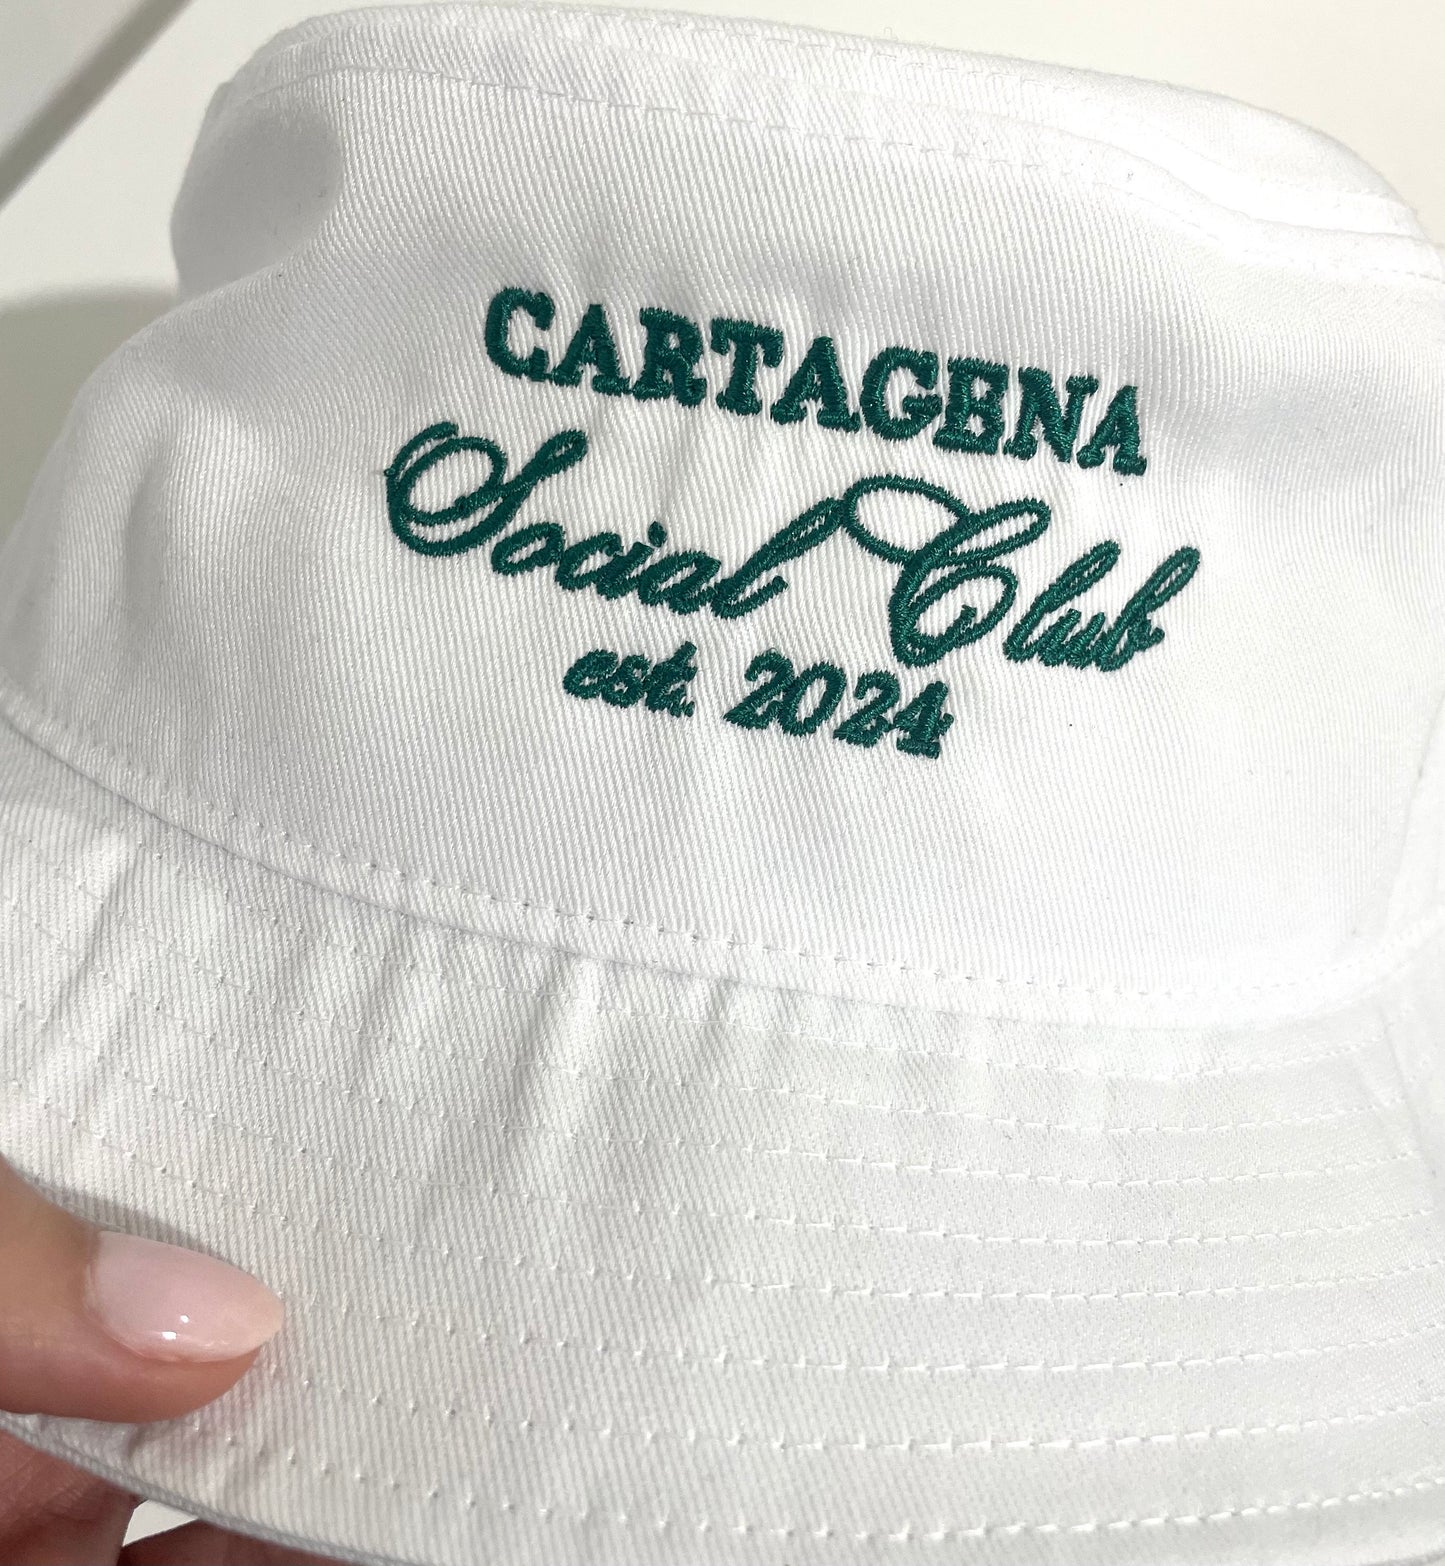 CARTAGENA
Social Club
est. 2024